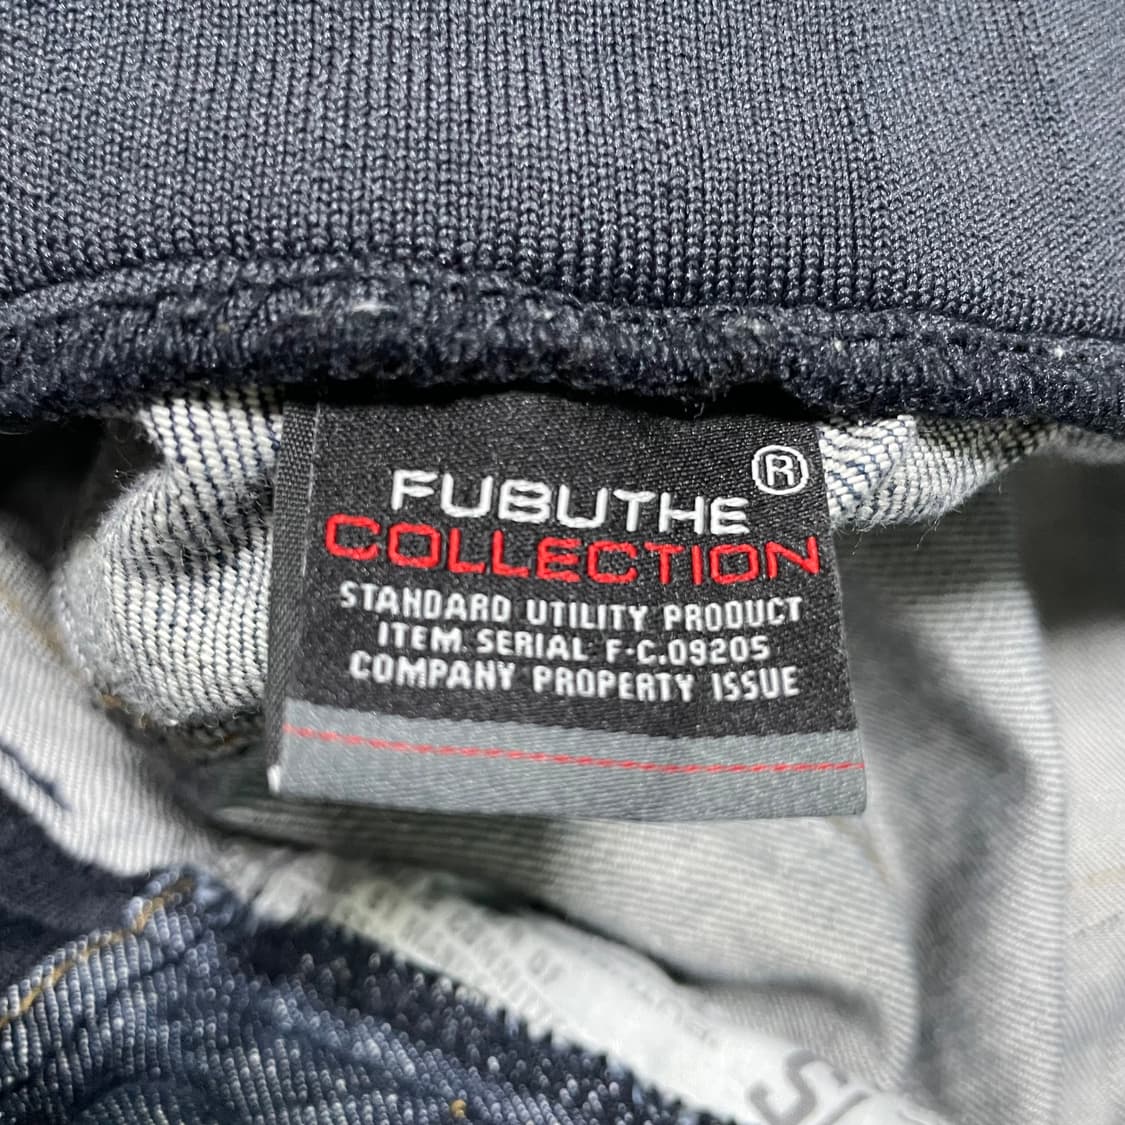 FUBUTHE ®
COLLECTION
STANDARD UTILITY PRODUCT
ITEM. SERIAL F-C.09205
COMPANY PROPERTY ISSUE